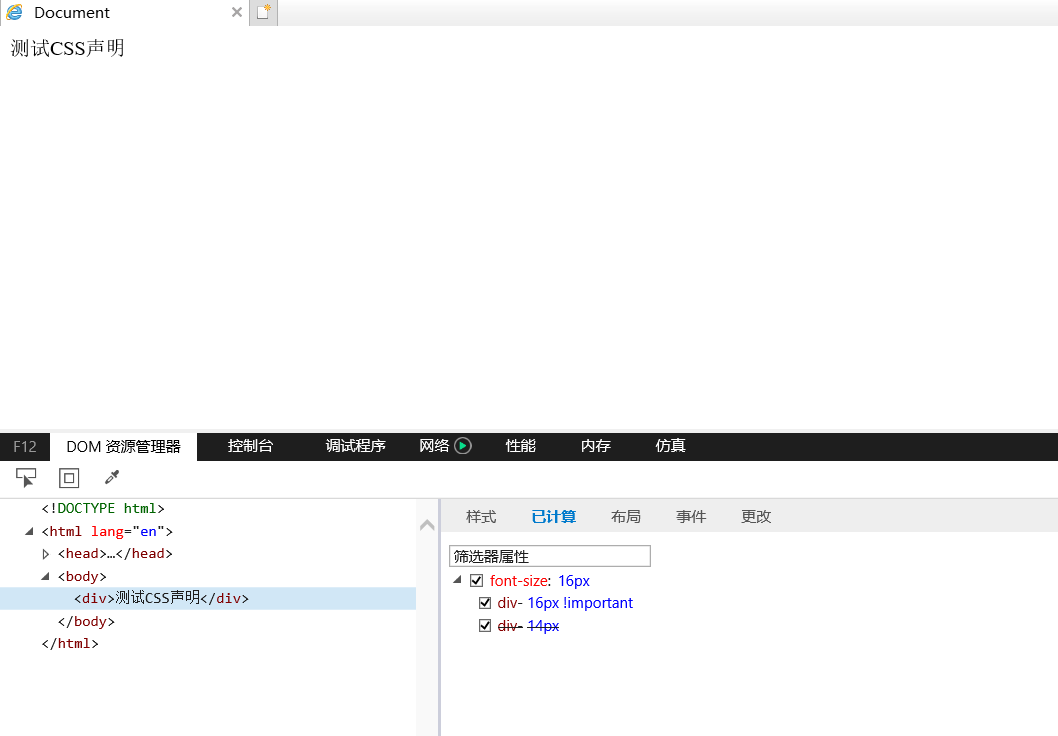 Document
测试CSS声明
F12 DOM 资源管理器 控制台 调试程序 网络 性能 内存 仿真
<!DOCTYPE html>
<html lang="en">
<head>…</head>
<body>
<div>测试CSS声明</div>
</body>
</html>
样式 已计算 布局 事件 更改
筛选器属性
font-size: 16px
div- 16px !important
div- 14px